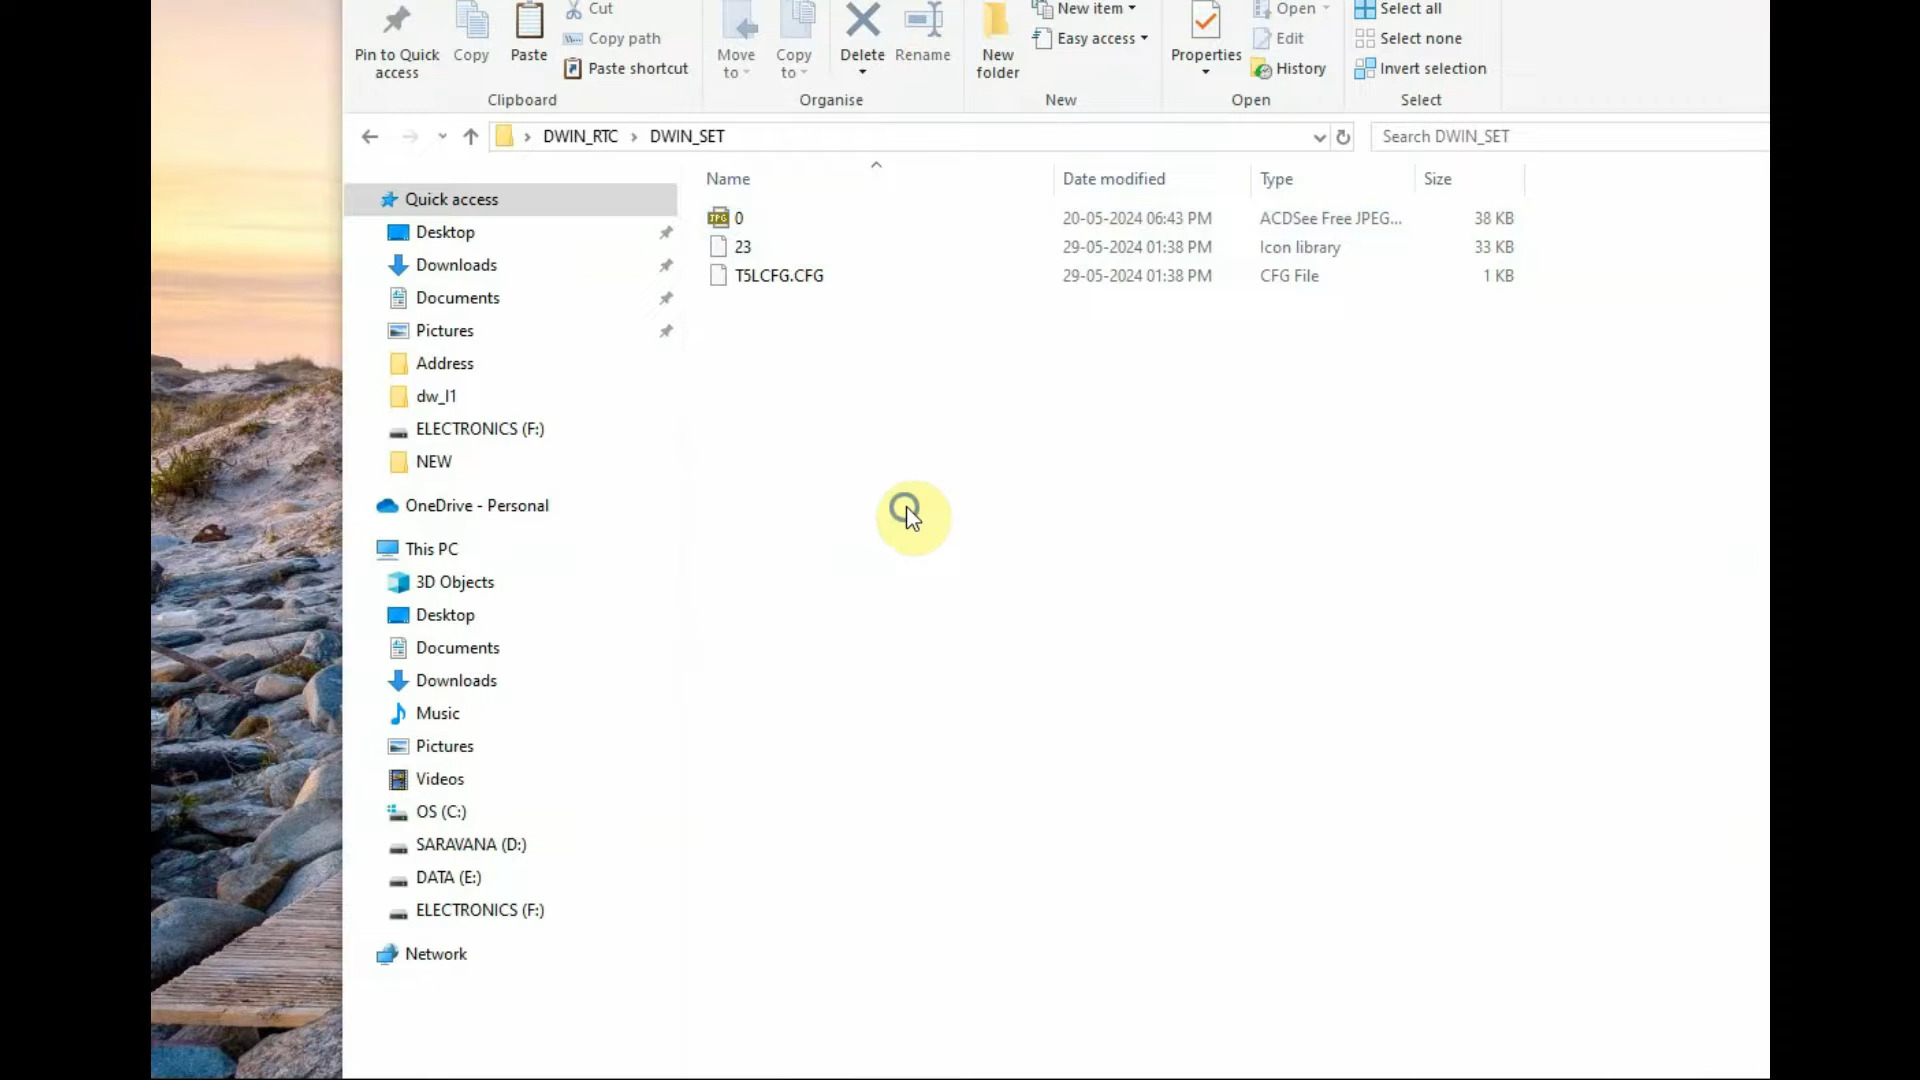 Pin to Quick access
Copy
Paste
Cut
Copy path
Paste shortcut
Clipboard
Move to
Copy to
Delete
Rename
Organise
New folder
New item
Easy access
New
Properties
Open
Edit
History
Open
Select all
Select none
Invert selection
Select
DWIN_RTC > DWIN_SET
Search DWIN_SET
Name Date modified Type Size
JPG 0 20-05-2024 06:43 PM ACDSee Free JPEG... 38 KB
23 29-05-2024 01:38 PM Icon library 33 KB
T5LCFG.CFG 29-05-2024 01:38 PM CFG File 1 KB
Quick access
Desktop
Downloads
Documents
Pictures
Address
dw_l1
ELECTRONICS (F:)
NEW
OneDrive - Personal
This PC
3D Objects
Desktop
Documents
Downloads
Music
Pictures
Videos
OS (C:)
SARAVANA (D:)
DATA (E:)
ELECTRONICS (F:)
Network